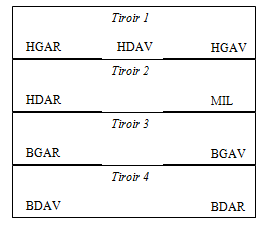 Tiroir 1
HGAR HDAV HGAV
Tiroir 2
HDAR MIL
Tiroir 3
BGAR BGAV
Tiroir 4
BDAV BDAR